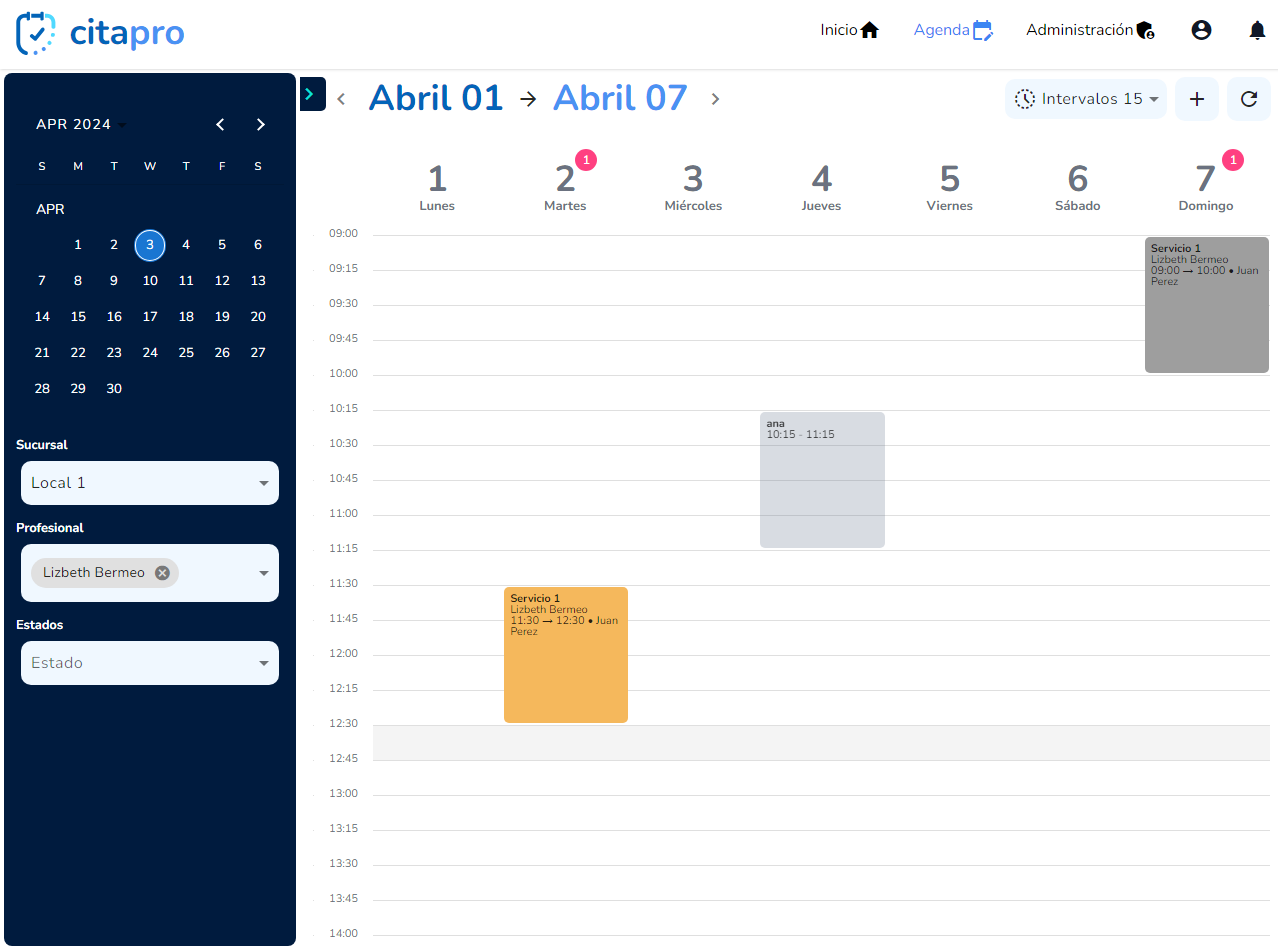 citapro
Inicio
Agenda
Administración
APR 2024
S M T W T F S
APR
1 2 3 4 5 6
7 8 9 10 11 12 13
14 15 16 17 18 19 20
21 22 23 24 25 26 27
28 29 30
Sucursal
Local 1
Profesional
Lizbeth Bermeo
Estados
Estado
Abril 01 → Abril 07
Intervalos 15
1 Lunes
2 Martes
1
3 Miércoles
4 Jueves
5 Viernes
6 Sábado
7 Domingo
1
09:00
09:15
09:30
09:45
10:00
10:15
10:30
10:45
11:00
11:15
11:30
11:45
12:00
12:15
12:30
12:45
13:00
13:15
13:30
13:45
14:00
Servicio 1
Lizbeth Bermeo
11:30 → 12:30 • Juan
Perez
ana
10:15 - 11:15
Servicio 1
Lizbeth Bermeo
09:00 → 10:00 • Juan
Perez